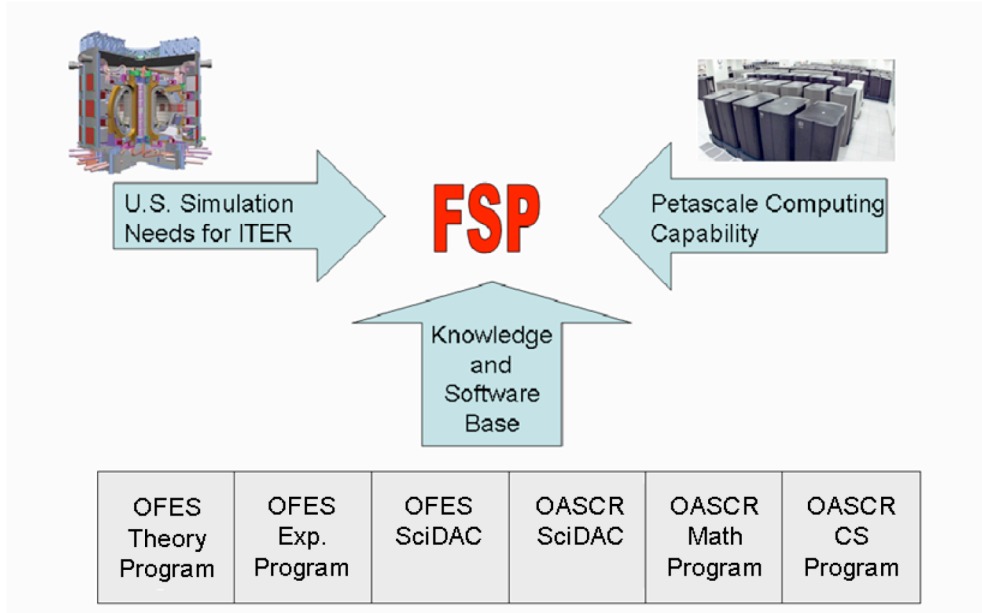 U.S. Simulation
Needs for ITER
FSP
Petascale Computing
Capability
Knowledge
and
Software
Base
OFES
Theory
Program
OFES
Exp.
Program
OFES
SciDAC
OASCR
SciDAC
OASCR
Math
Program
OASCR
CS
Program